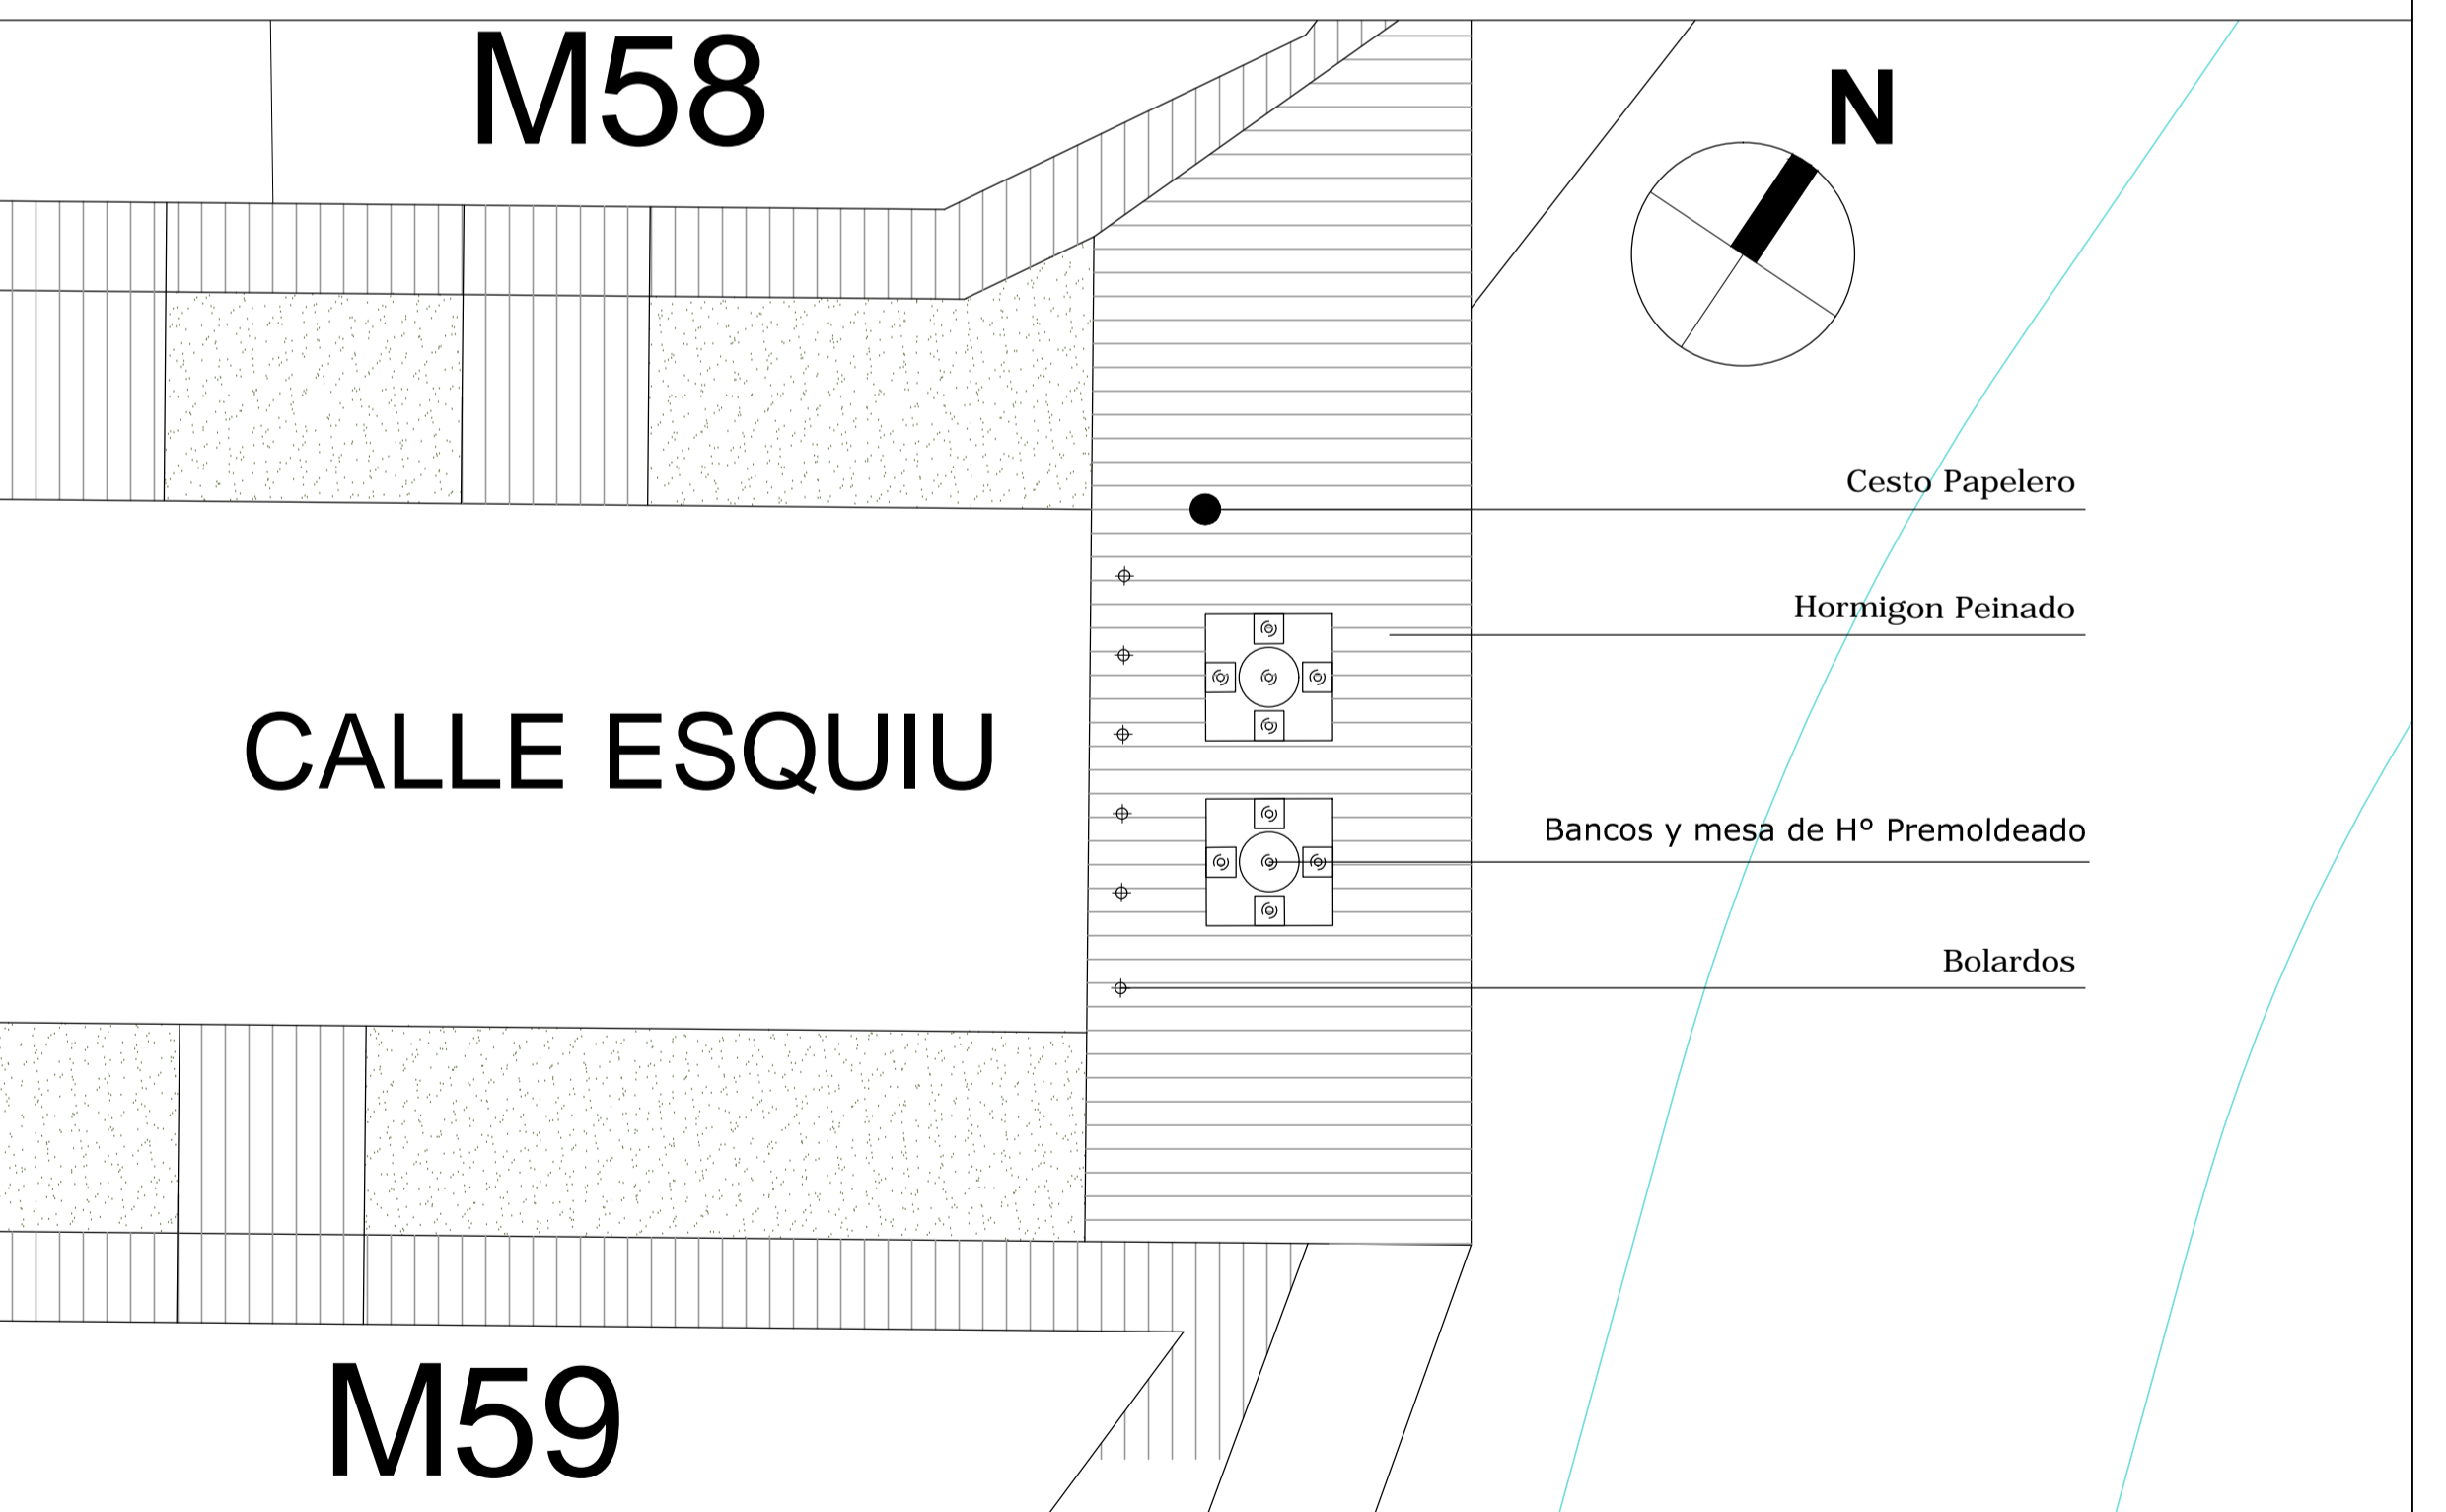 M58
N
Cesto Papelero
Hormigon Peinado
CALLE ESQUIU
Bancos y mesa de H° Premoldeado
Bolardos
M59